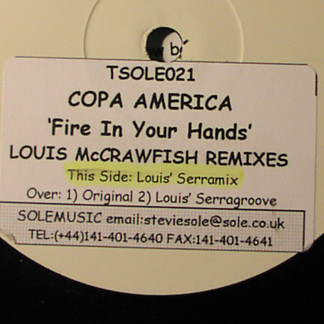 by
TSOLE021
COPA AMERICA
'Fire In Your Hands'
LOUIS McCRAWFISH REMIXES
This Side: Louis' Serramix
Over: 1) Original 2) Louis' Serragroove
SOLEMUSIC email:steviesole@sole.co.uk
TEL:(+44)141-401-4640 FAX:141-401-4641